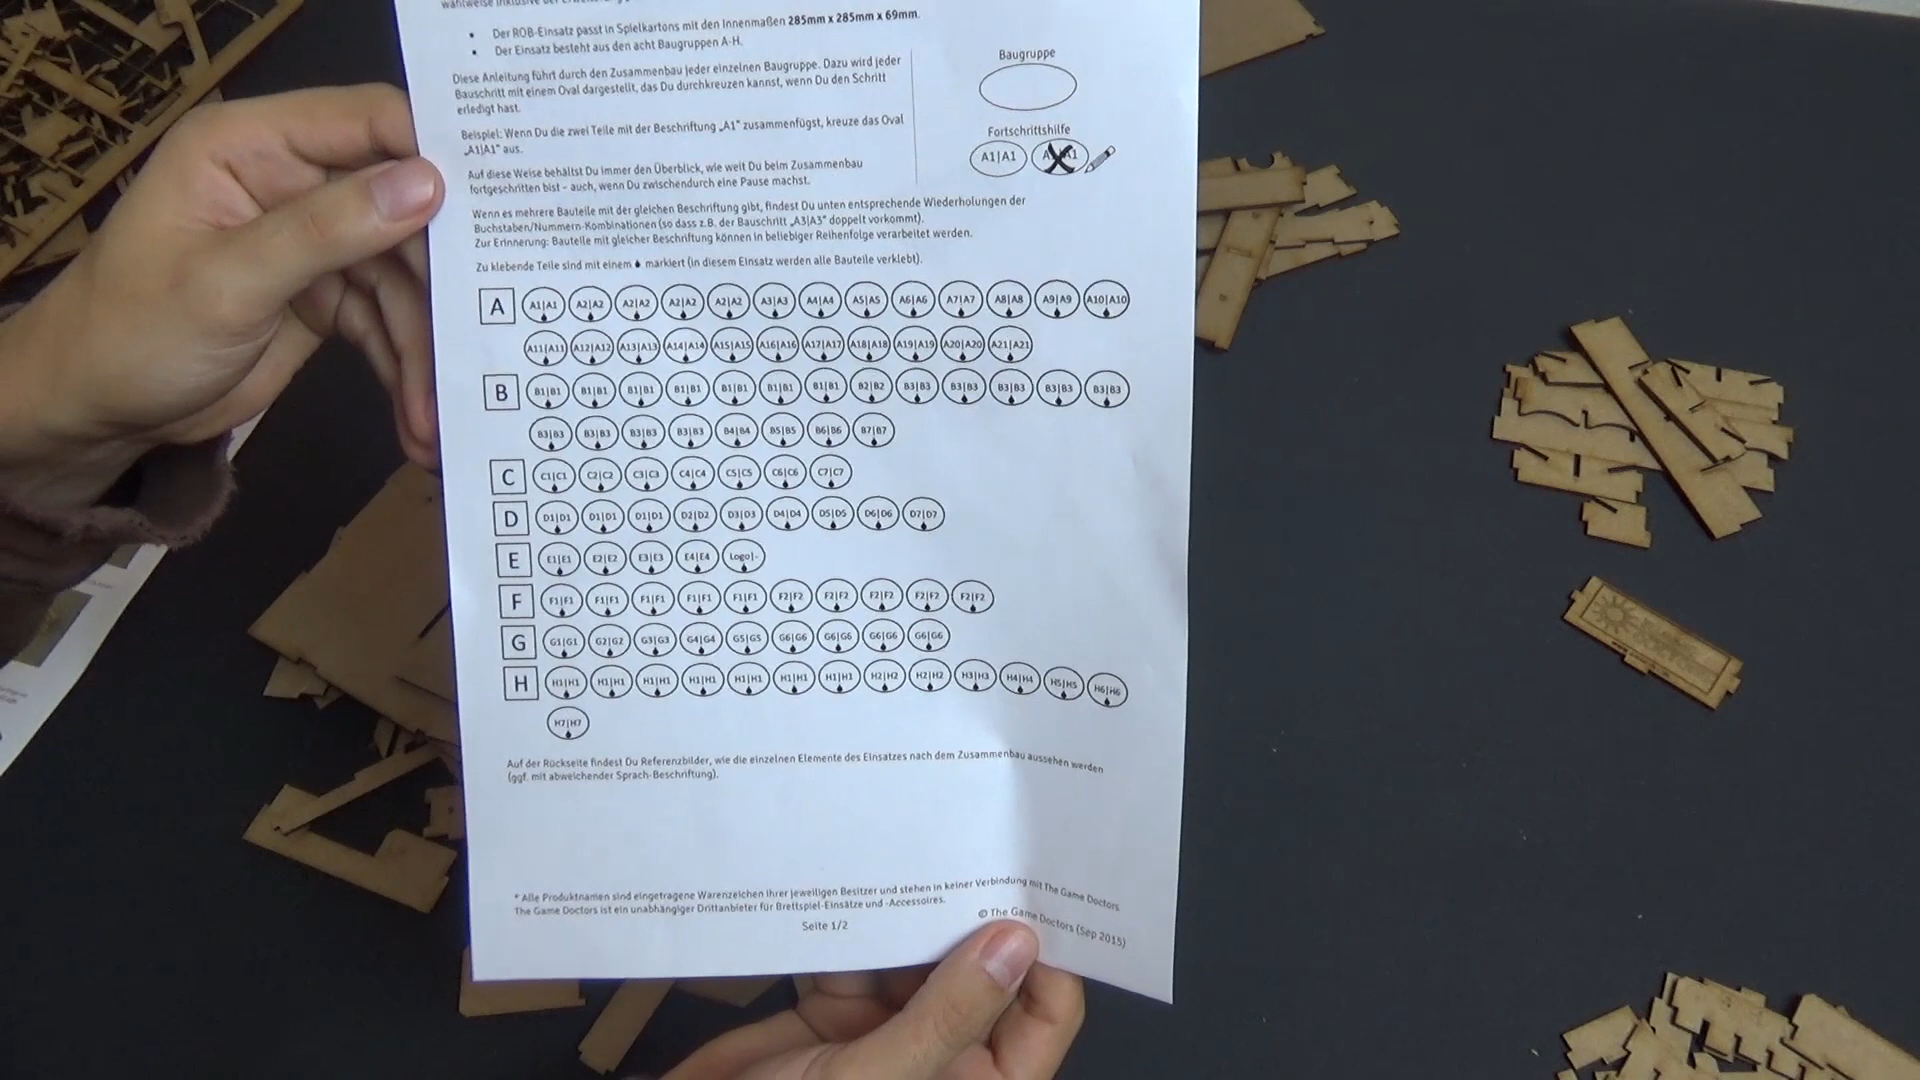 • Der ROB-Einsatz passt in Spielkartons mit den Innenmaßen 285mm x 285mm x 69mm.
• Der Einsatz besteht aus den acht Baugruppen A-H.
Diese Anleitung führt durch den Zusammenbau jeder einzelnen Baugruppe. Dazu wird jeder
Bauschritt mit einem Oval dargestellt, das Du durchkreuzen kannst, wenn Du den Schritt
erledigt hast.
Beispiel: Wenn Du die zwei Teile mit der Beschriftung „A1" zusammenfügst, kreuze das Oval
„A1|A1" aus.
Auf diese Weise behältst Du immer den Überblick, wie weit Du beim Zusammenbau
fortgeschritten bist – auch, wenn Du zwischendurch eine Pause machst.
Baugruppe
Fortschrittshilfe
A1|A1 A1|A1
Wenn es mehrere Bauteile mit der gleichen Beschriftung gibt, findest Du unten entsprechende Wiederholungen der
Buchstaben/Nummern-Kombinationen (so dass z.B. der Bauschritt „A3|A3" doppelt vorkommt).
Zur Erinnerung: Bauteile mit gleicher Beschriftung können in beliebiger Reihenfolge verarbeitet werden.
Zu klebende Teile sind mit einem markiert (in diesem Einsatz werden alle Bauteile verklebt).
A A1|A1 A2|A2 A2|A2 A2|A2 A2|A2 A3|A3 A4|A4 A5|A5 A6|A6 A7|A7 A8|A8 A9|A9 A10|A10
A11|A11 A12|A12 A13|A13 A14|A14 A15|A15 A16|A16 A17|A17 A18|A18 A19|A19 A20|A20 A21|A21
B B1|B1 B1|B1 B1|B1 B1|B1 B1|B1 B1|B1 B1|B1 B2|B2 B3|B3 B3|B3 B3|B3 B3|B3 B3|B3
B3|B3 B3|B3 B3|B3 B3|B3 B4|B4 B5|B5 B6|B6 B7|B7
C C1|C1 C2|C2 C3|C3 C4|C4 C5|C5 C6|C6 C7|C7
D D1|D1 D1|D1 D1|D1 D2|D2 D3|D3 D4|D4 D5|D5 D6|D6 D7|D7
E E1|E1 E2|E2 E3|E3 E4|E4 Logo|-
F F1|F1 F1|F1 F1|F1 F1|F1 F1|F1 F2|F2 F2|F2 F2|F2 F2|F2 F2|F2
G G1|G1 G2|G2 G3|G3 G4|G4 G5|G5 G6|G6 G6|G6 G6|G6 G6|G6
H H1|H1 H1|H1 H1|H1 H1|H1 H1|H1 H1|H1 H1|H1 H2|H2 H2|H2 H3|H3 H4|H4 H5|H5 H6|H6
H7|H7
Auf der Rückseite findest Du Referenzbilder, wie die einzelnen Elemente des Einsatzes nach dem Zusammenbau aussehen werden
(ggf. mit abweichender Sprach-Beschriftung).
* Alle Produktnamen sind eingetragene Warenzeichen ihrer jeweiligen Besitzer und stehen in keiner Verbindung mit The Game Doctors.
The Game Doctors ist ein unabhängiger Drittanbieter für Brettspiel-Einsätze und -Accessoires.
Seite 1/2
© The Game Doctors (Sep 2015)